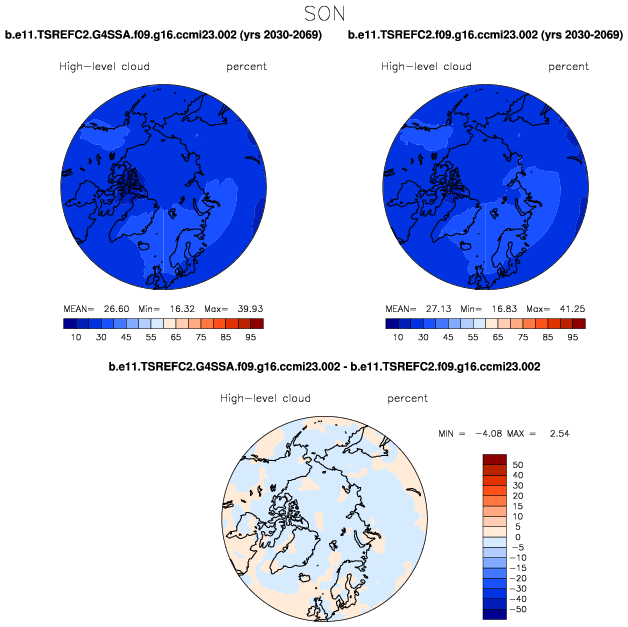 SON
b.e11.TSREFC2.G4SSA.f09.g16.ccmi23.002 (yrs 2030-2069)
b.e11.TSREFC2.f09.g16.ccmi23.002 (yrs 2030-2069)
High-level cloud percent
High-level cloud percent
MEAN= 26.60 Min= 16.32 Max= 39.93
MEAN= 27.13 Min= 16.83 Max= 41.25
10 30 45 55 65 75 85 95
10 30 45 55 65 75 85 95
b.e11.TSREFC2.G4SSA.f09.g16.ccmi23.002 - b.e11.TSREFC2.f09.g16.ccmi23.002
High-level cloud percent
MIN = -4.08 MAX = 2.54
50
40
30
20
15
10
5
0
-5
-10
-15
-20
-30
-40
-50